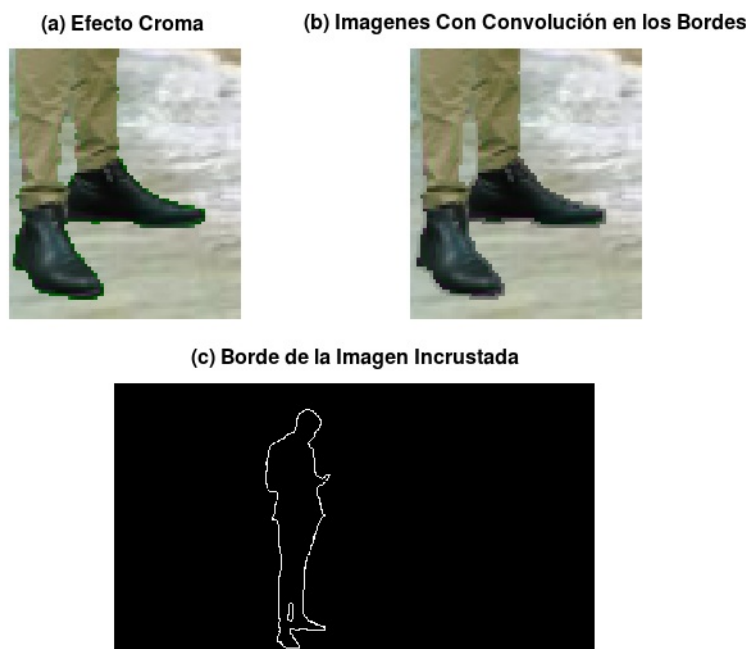 (a) Efecto Croma
(b) Imagenes Con Convolución en los Bordes
(c) Borde de la Imagen Incrustada